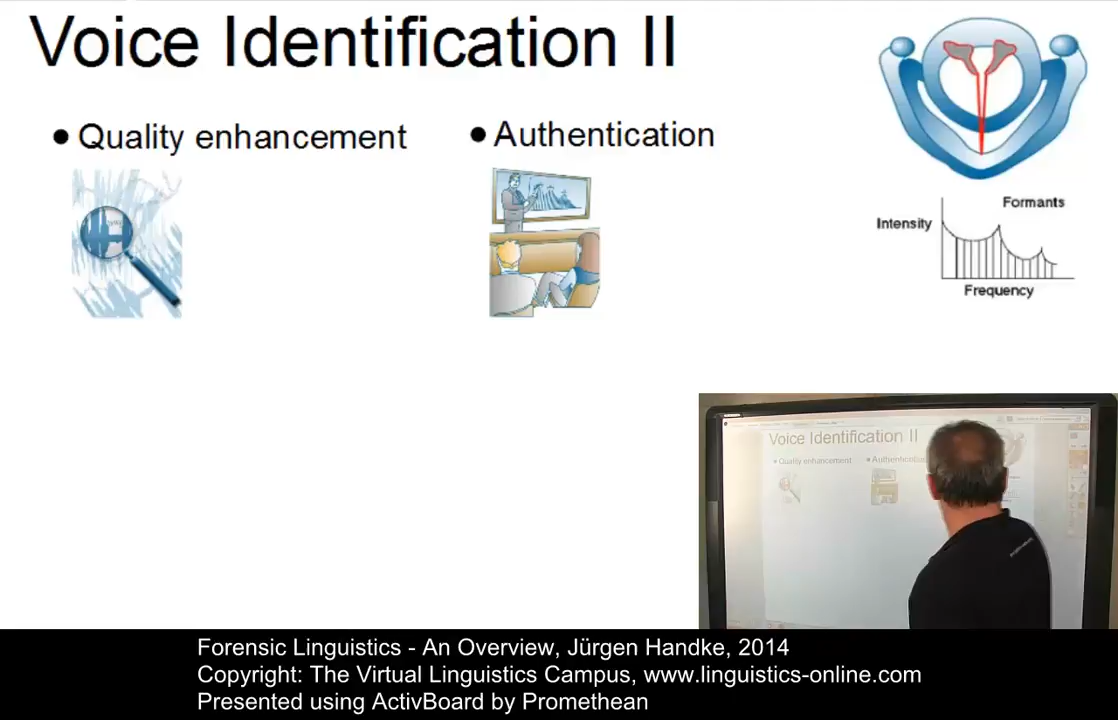 Voice Identification II
• Quality enhancement
• Authentication
Formants
Intensity
Frequency
Voice Identification II
• Quality enhancement
Forensic Linguistics - An Overview, Jürgen Handke, 2014
Copyright: The Virtual Linguistics Campus, www.linguistics-online.com
Presented using ActivBoard by Promethean